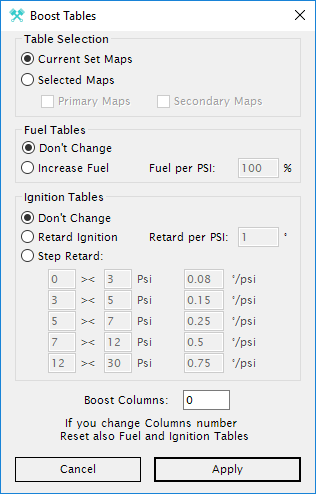 Boost Tables
Table Selection
Current Set Maps
Selected Maps
Primary Maps Secondary Maps
Fuel Tables
Don't Change
Increase Fuel Fuel per PSI: 100 %
Ignition Tables
Don't Change
Retard Ignition Retard per PSI: 1 °
Step Retard:
0 >< 3 Psi 0.08 °/psi
3 >< 5 Psi 0.15 °/psi
5 >< 7 Psi 0.25 °/psi
7 >< 12 Psi 0.5 °/psi
12 >< 30 Psi 0.75 °/psi
Boost Columns: 0
If you change Columns number
Reset also Fuel and Ignition Tables
Cancel Apply